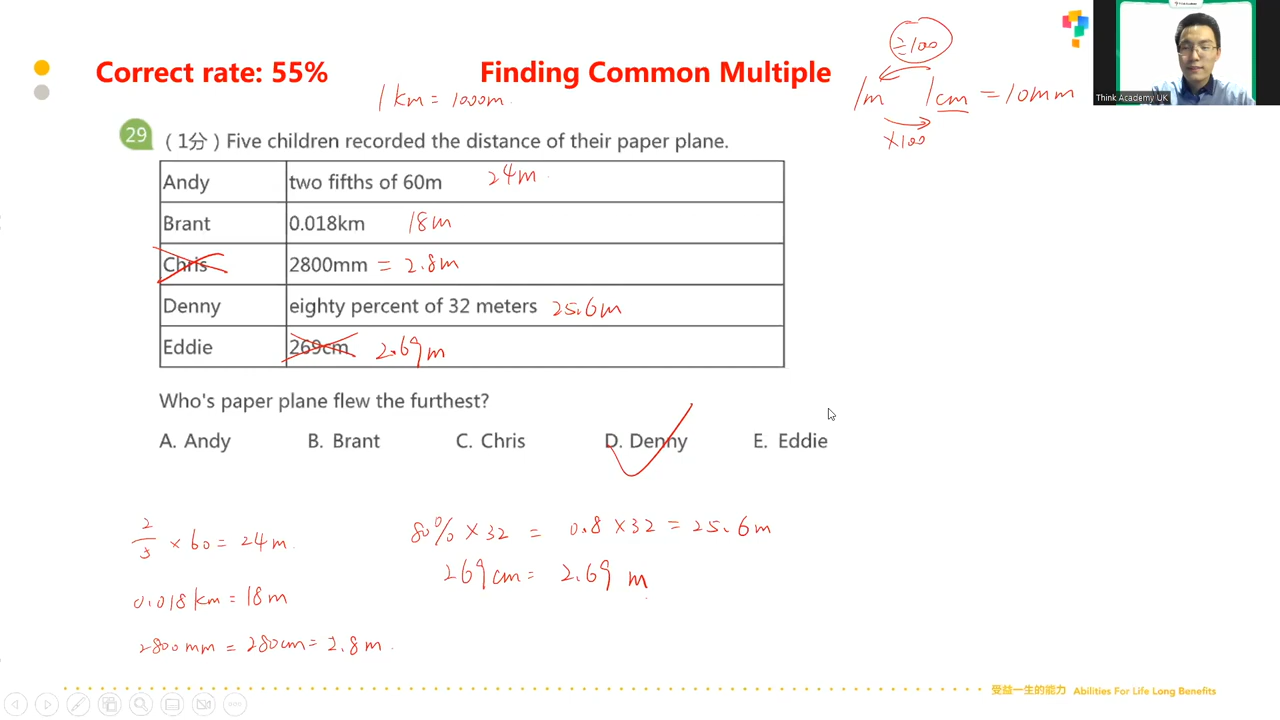 Think Academy
÷100
Correct rate: 55%
Finding Common Multiple
1km = 1000m
1m 1cm = 10mm
Think Academy UK
×100
29 (1分) Five children recorded the distance of their paper plane.
Andy two fifths of 60m 24m
Brant 0.018km 18m
Chris 2800mm = 2.8m
Denny eighty percent of 32 meters 25.6m
Eddie 269cm 2.69m
Who's paper plane flew the furthest?
A. Andy B. Brant C. Chris D. Denny E. Eddie
2/5 × 60 = 24m.
80% × 32 = 0.8 × 32 = 25.6m
269cm = 2.69 m
0.018km = 18m
2800mm = 280cm = 2.8m.
受益一生的能力 Abilities For Life Long Benefits